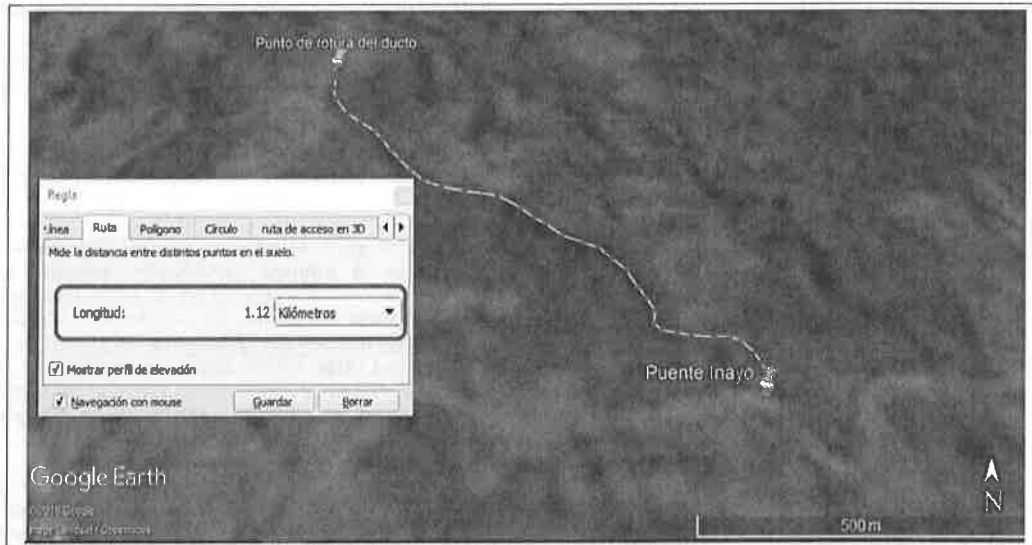 Punto de rotura del ducto
Regla
Línea Ruta Polígono Círculo ruta de acceso en 3D
Mide la distancia entre distintos puntos en el suelo.
Longitud: 1.12 Kilómetros
Mostrar perfil de elevación
Navegación con mouse Guardar Borrar
Puente Inayo
Google Earth
N
500 m